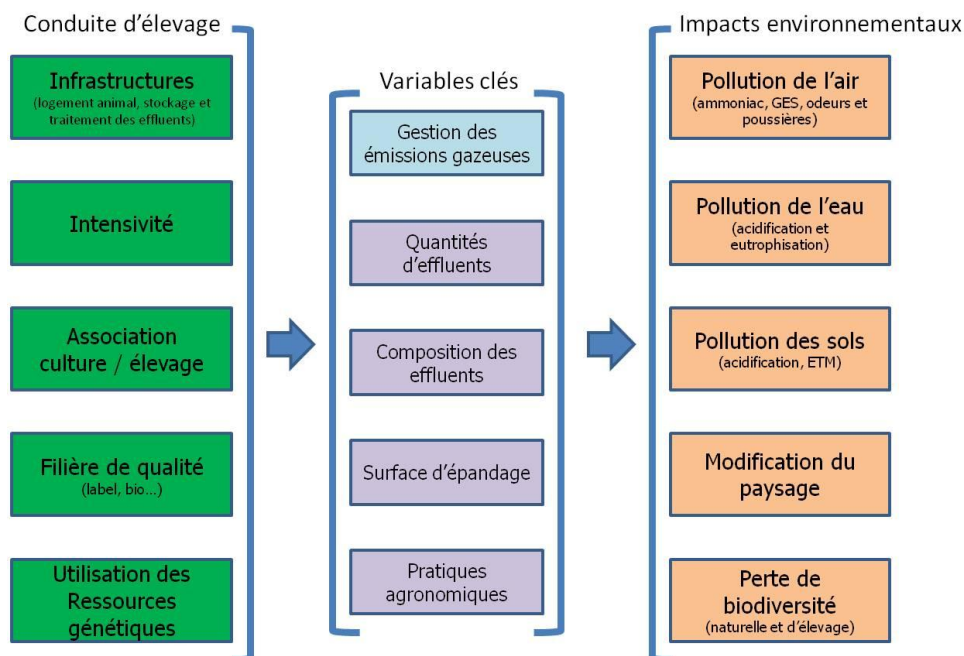 Conduite d'élevage
Infrastructures
(logement animal, stockage et
traitement des effluents)
Intensivité
Association
culture / élevage
Filière de qualité
(label, bio...)
Utilisation des
Ressources
génétiques
Variables clés
Gestion des
émissions gazeuses
Quantités
d'effluents
Composition des
effluents
Surface d'épandage
Pratiques
agronomiques
Impacts environnementaux
Pollution de l'air
(ammoniac, GES, odeurs et
poussières)
Pollution de l'eau
(acidification et
eutrophisation)
Pollution des sols
(acidification, ETM)
Modification du
paysage
Perte de
biodiversité
(naturelle et d'élevage)